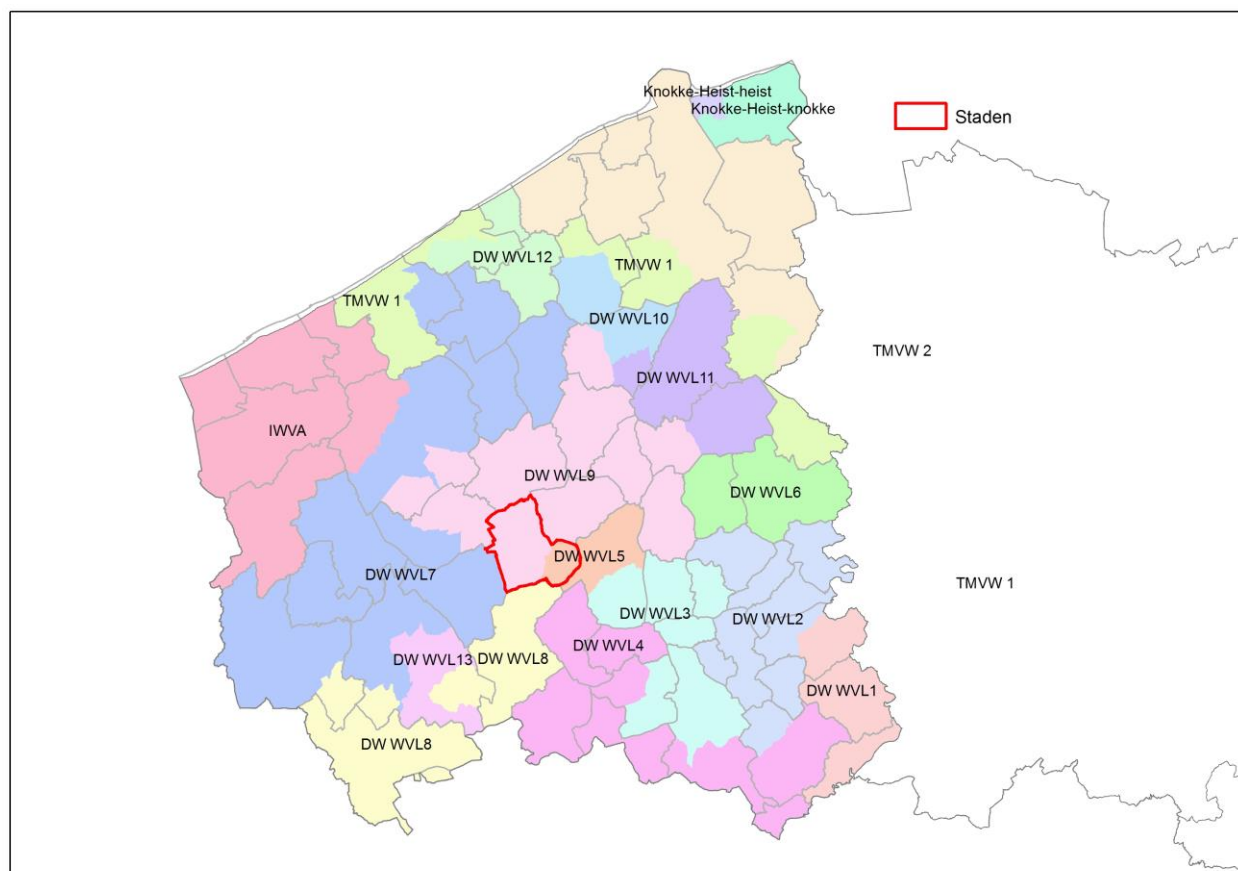 Knokke-Heist-heist
Knokke-Heist-knokke
Staden
DW WVL12
TMVW 1
TMVW 1
DW WVL10
TMVW 2
DW WVL11
IWVA
DW WVL9
DW WVL6
DW WVL5
DW WVL7
TMVW 1
DW WVL3
DW WVL2
DW WVL4
DW WVL13
DW WVL8
DW WVL1
DW WVL8